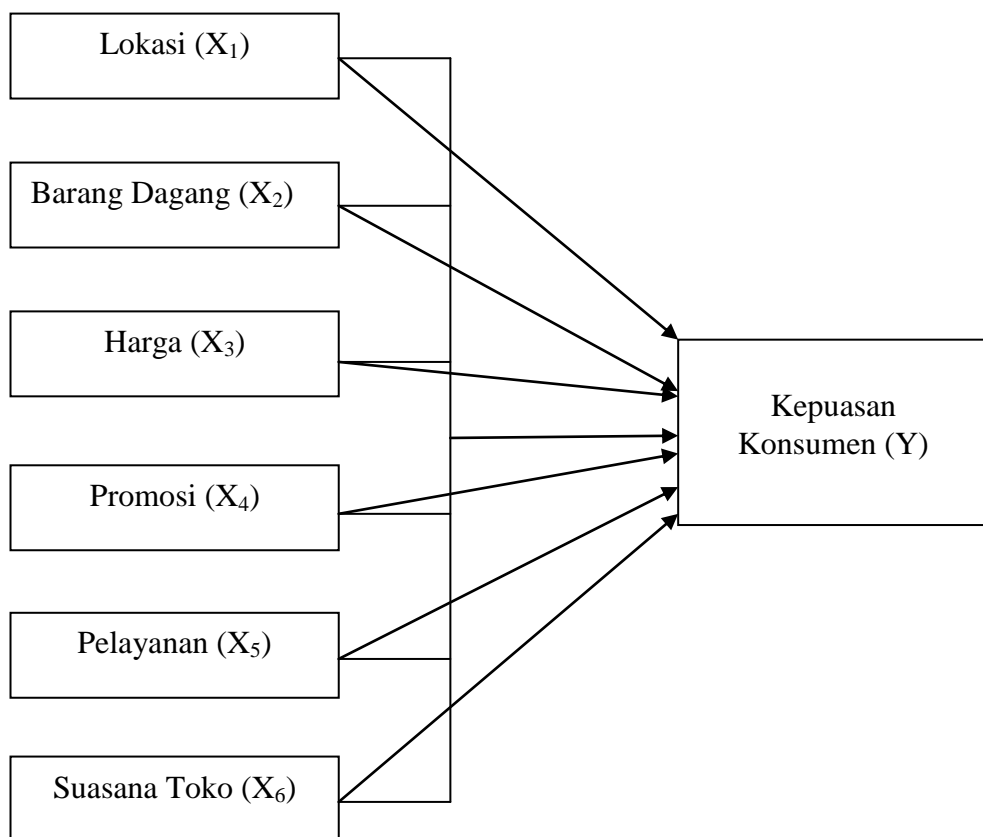 Lokasi (X₁)
Barang Dagang (X₂)
Harga (X₃)
Promosi (X₄)
Pelayanan (X₅)
Suasana Toko (X₆)
Kepuasan
Konsumen (Y)